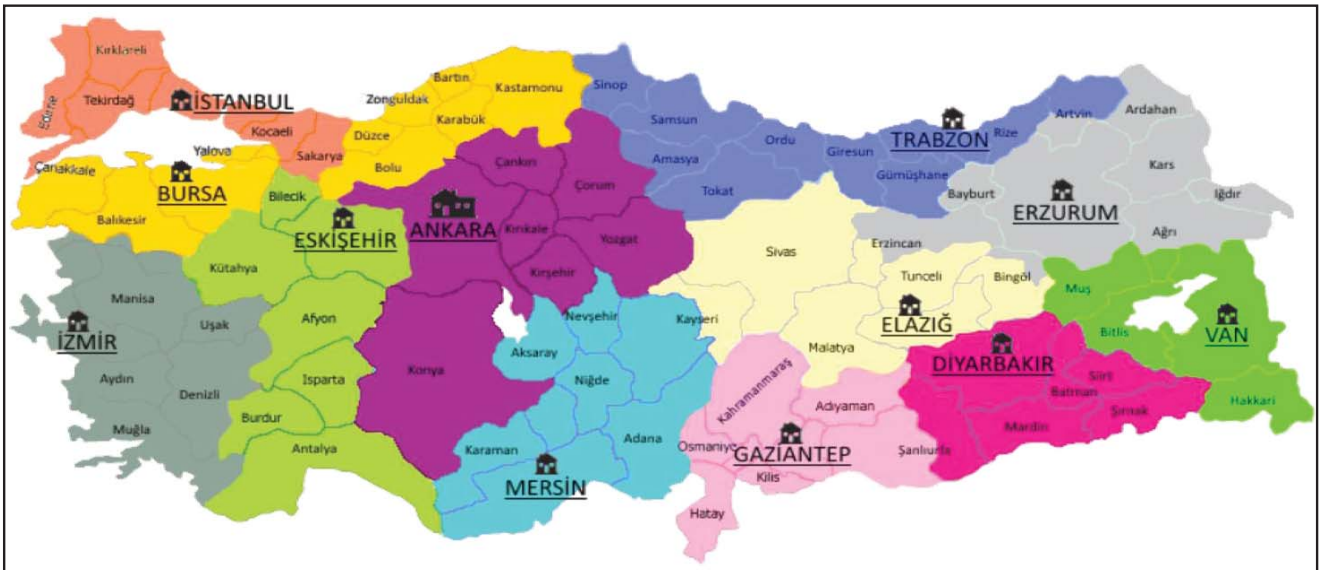 Kırklareli
Edirne
Tekirdağ
İSTANBUL
Kocaeli
Sakarya
Yalova
Çanakkale
BURSA
Balıkesir
Bartın
Zonguldak
Kastamonu
Karabük
Düzce
Bolu
Bilecik
ESKİŞEHİR
Kütahya
Afyon
Isparta
Burdur
Antalya
Manisa
Uşak
İZMİR
Aydın
Denizli
Muğla
Çankırı
Çorum
ANKARA
Kırıkale
Yozgat
Kırşehir
Konya
Sinop
Samsun
Ordu
Amasya
Tokat
Giresun
TRABZON
Rize
Artvin
Gümüşhane
Ardahan
Kars
Bayburt
ERZURUM
Iğdır
Ağrı
Erzincan
Sivas
Tunceli
Bingöl
ELAZIĞ
Kayseri
Malatya
Nevşehir
Aksaray
Niğde
Karaman
Adana
MERSİN
Kahramanmaraş
Adıyaman
Osmaniye
GAZİANTEP
Şanlıurfa
Kilis
Hatay
Muş
Bitlis
VAN
Hakkari
DİYARBAKIR
Siirt
Batman
Şırnak
Mardin